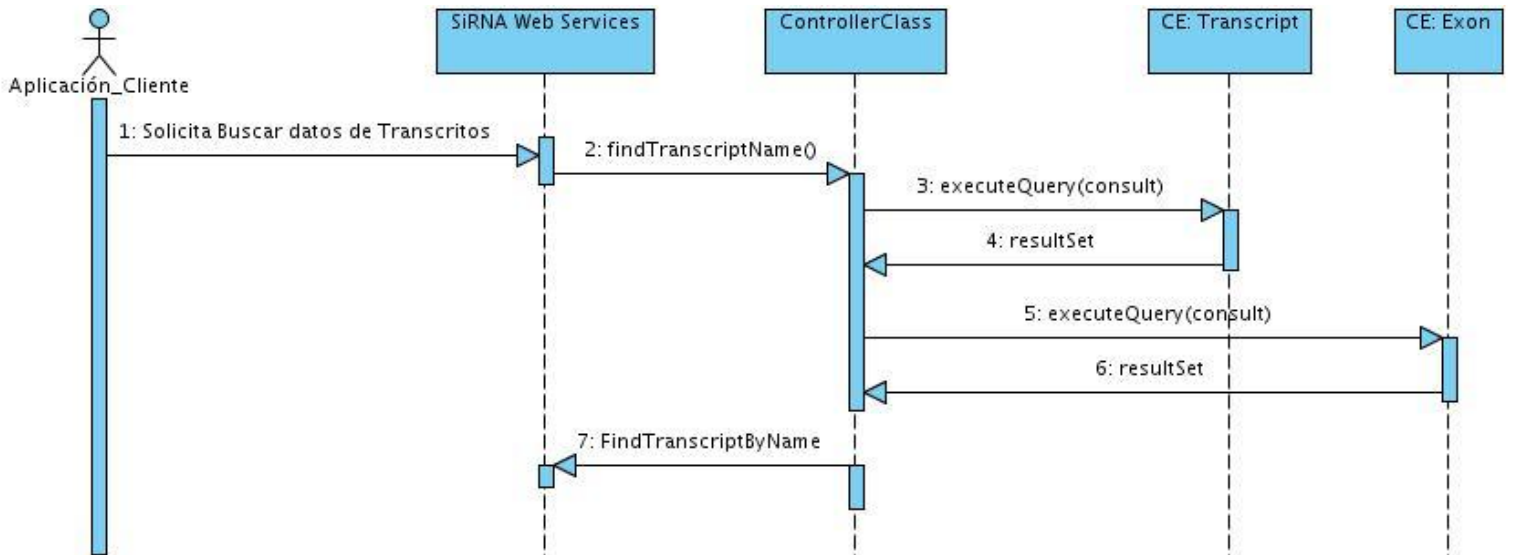 SiRNA Web Services
ControllerClass
CE: Transcript
CE: Exon
Aplicación_Cliente
1: Solicita Buscar datos de Transcritos
2: findTranscriptName()
3: executeQuery(consult)
4: resultSet
5: executeQuery(consult)
6: resultSet
7: FindTranscriptByName